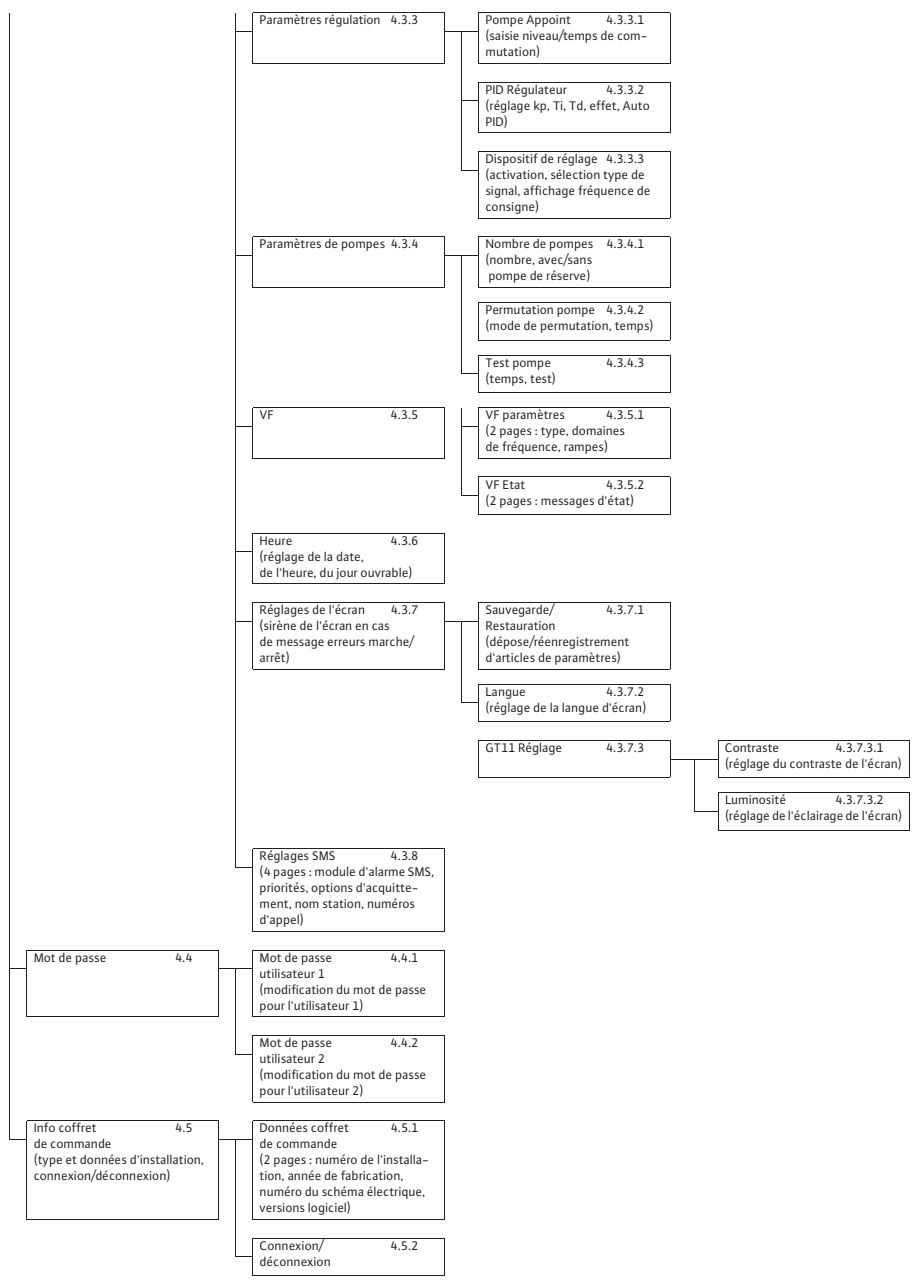 Paramètres régulation 4.3.3
Pompe Appoint 4.3.3.1
(saisie niveau/temps de com-
mutation)
PID Régulateur 4.3.3.2
(réglage kp, Ti, Td, effet, Auto
PID)
Dispositif de réglage 4.3.3.3
(activation, sélection type de
signal, affichage fréquence de
consigne)
Paramètres de pompes 4.3.4
Nombre de pompes 4.3.4.1
(nombre, avec/sans
pompe de réserve)
Permutation pompe 4.3.4.2
(mode de permutation, temps)
Test pompe 4.3.4.3
(temps, test)
VF 4.3.5
VF paramètres 4.3.5.1
(2 pages : type, domaines
de fréquence, rampes)
VF Etat 4.3.5.2
(2 pages : messages d'état)
Heure 4.3.6
(réglage de la date,
de l'heure, du jour ouvrable)
Réglages de l'écran 4.3.7
(sirène de l'écran en cas
de message erreurs marche/
arrêt)
Sauvegarde/ 4.3.7.1
Restauration
(dépose/réenregistrement
d'articles de paramètres)
Langue 4.3.7.2
(réglage de la langue d'écran)
GT11 Réglage 4.3.7.3
Contraste 4.3.7.3.1
(réglage du contraste de l'écran)
Luminosité 4.3.7.3.2
(réglage de l'éclairage de l'écran)
Réglages SMS 4.3.8
(4 pages : module d'alarme SMS,
priorités, options d'acquitte-
ment, nom station, numéros
d'appel)
Mot de passe 4.4
Mot de passe 4.4.1
utilisateur 1
(modification du mot de passe
pour l'utilisateur 1)
Mot de passe 4.4.2
utilisateur 2
(modification du mot de passe
pour l'utilisateur 2)
Info coffret 4.5
de commande
(type et données d'installation,
connexion/déconnexion)
Données coffret 4.5.1
de commande
(2 pages : numéro de l'installa-
tion, année de fabrication,
numéro du schéma électrique,
versions logiciel)
Connexion/ 4.5.2
déconnexion